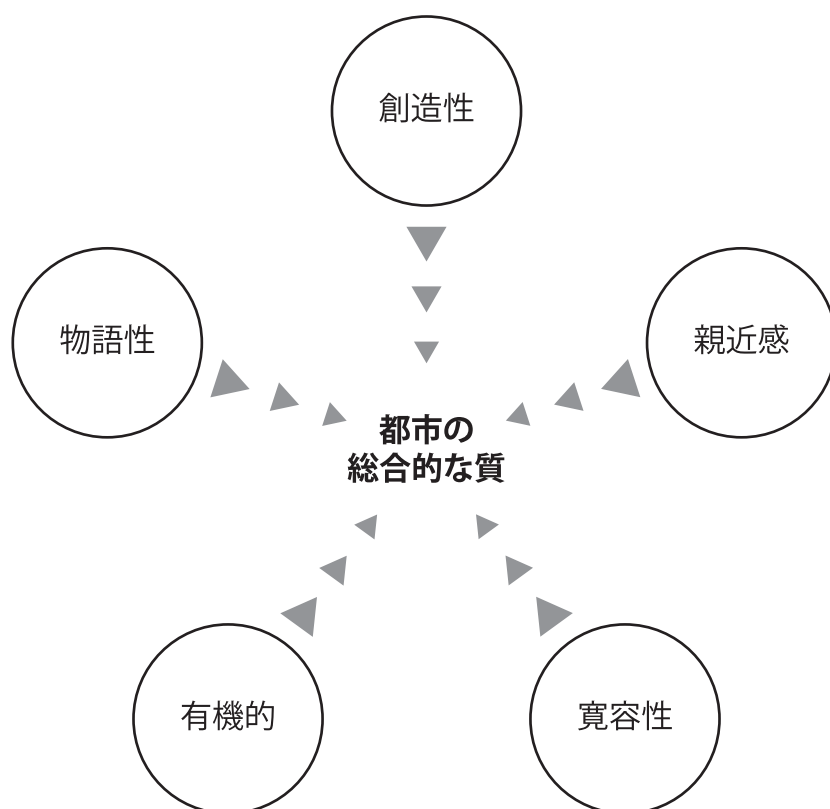 創造性
物語性
親近感
都市の
総合的な質
有機的
寛容性